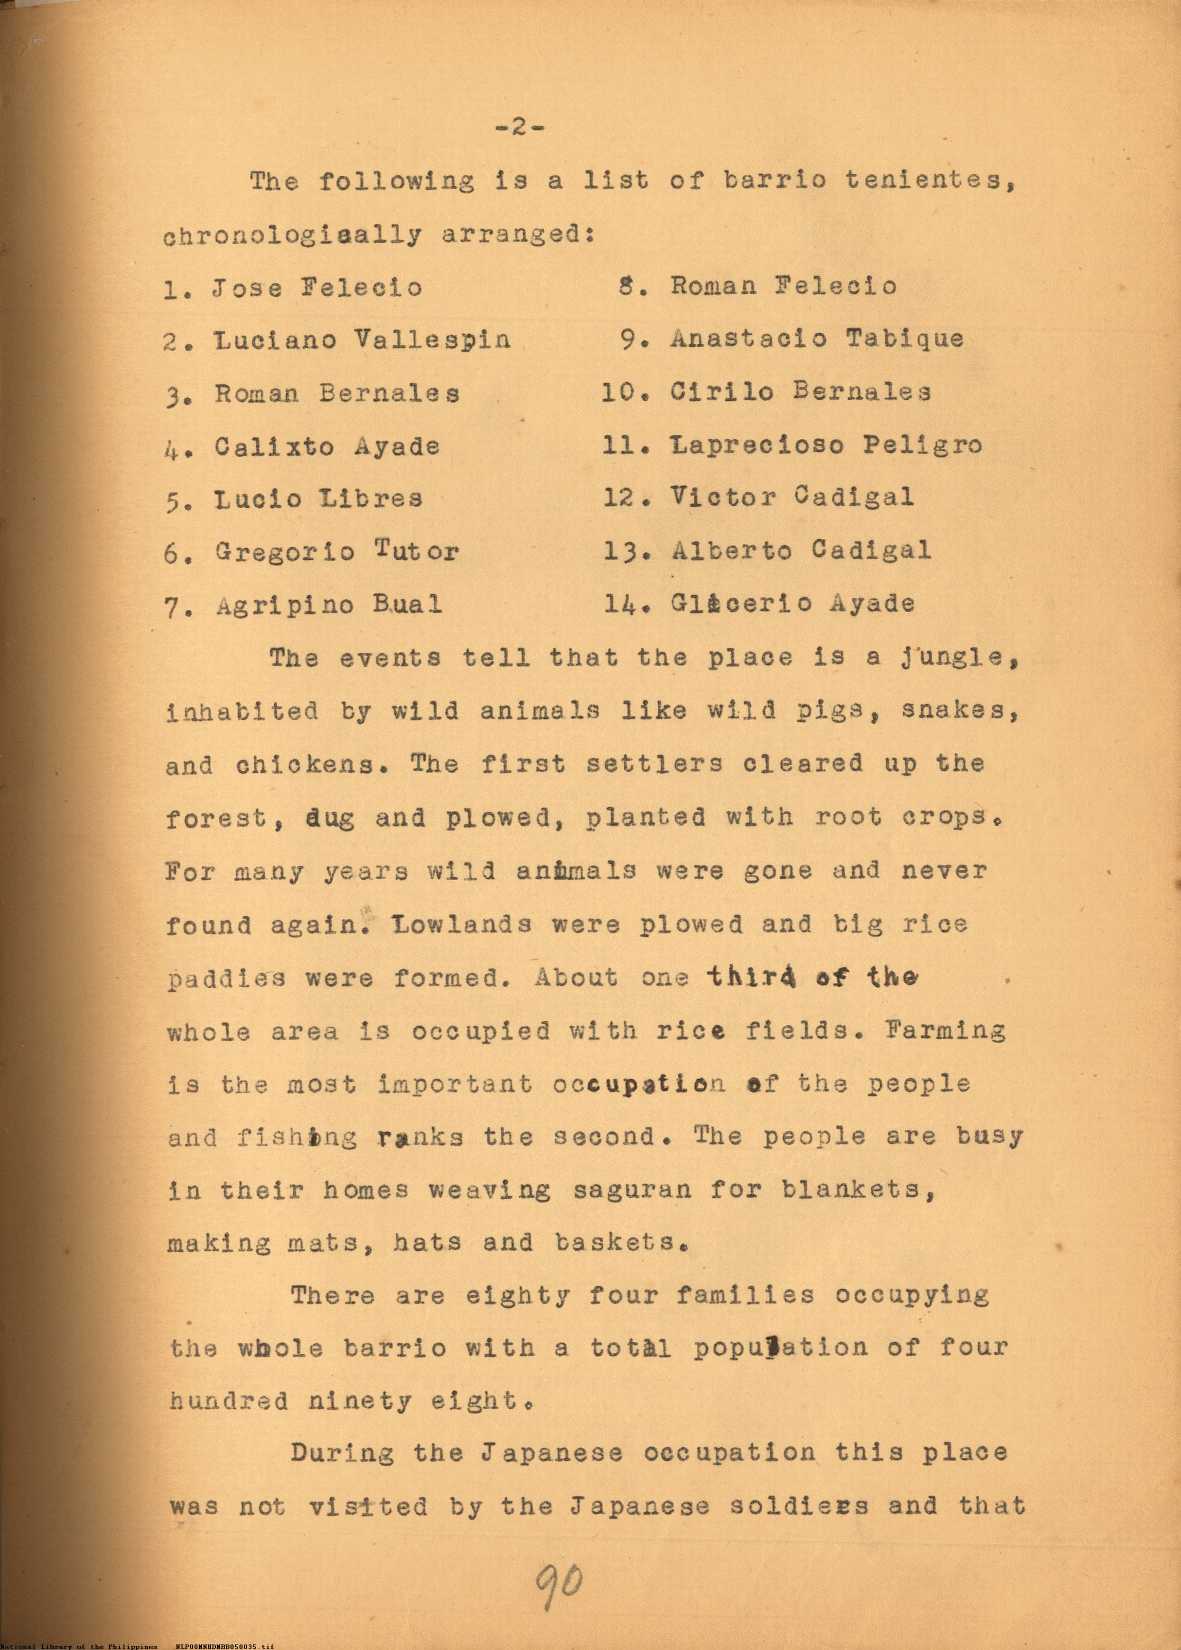 -2-
The following is a list of barrio tenientes,
chronologiaally arranged:
1. Jose Felecio 8. Roman Felecio
2. Luciano Vallespin 9. Anastacio Tabique
3. Roman Bernales 10. Cirilo Bernales
4. Calixto Ayade 11. Laprecioso Peligro
5. Lucio Libres 12. Victor Cadigal
6. Gregorio Tutor 13. Alberto Cadigal
7. Agripino Bual 14. Glicerio Ayade
The events tell that the place is a jungle,
inhabited by wild animals like wild pigs, snakes,
and chickens. The first settlers cleared up the
forest, dug and plowed, planted with root crops.
For many years wild animals were gone and never
found again. Lowlands were plowed and big rice
paddies were formed. About one third of the
whole area is occupied with rice fields. Farming
is the most important occupation of the people
and fishing ranks the second. The people are busy
in their homes weaving saguran for blankets,
making mats, hats and baskets.
There are eighty four families occupying
the whole barrio with a total population of four
hundred ninety eight.
During the Japanese occupation this place
was not visited by the Japanese soldiers and that
90
National Library of the Philippines NLPOOMNHDMHB050035.tif